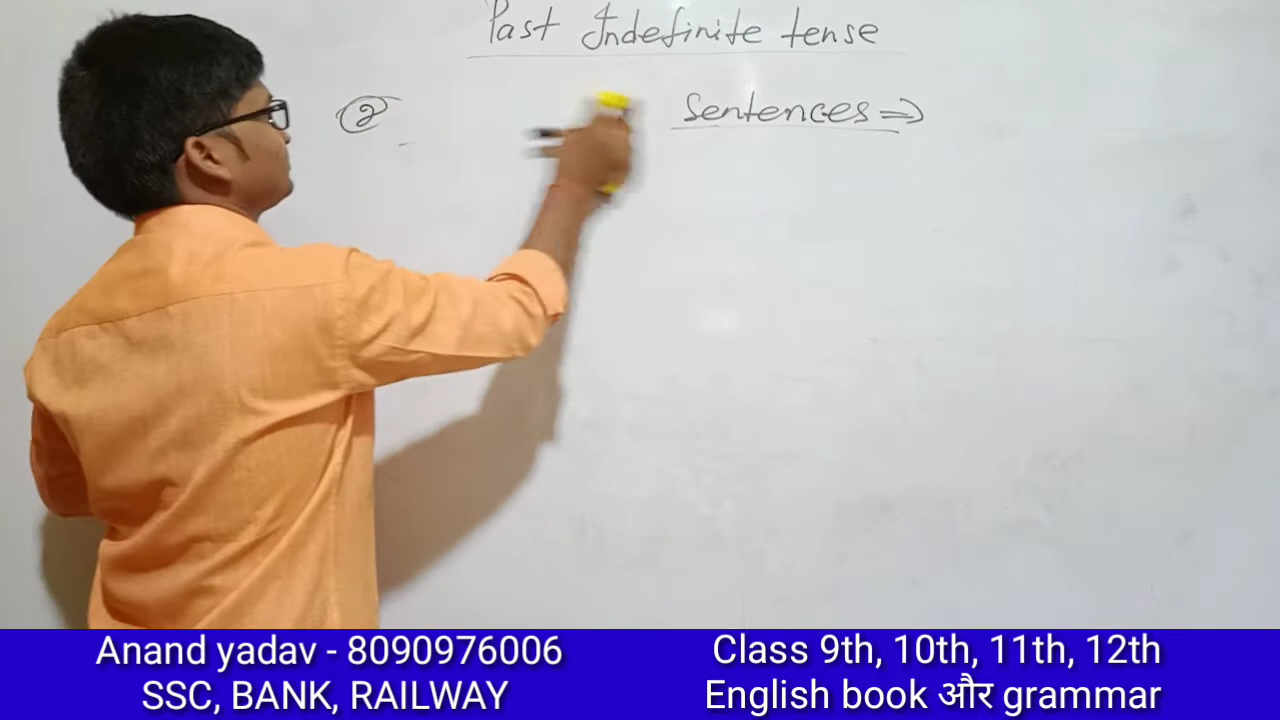 Past Indefinite tense
② Sentences ⇒
Anand yadav - 8090976006
SSC, BANK, RAILWAY
Class 9th, 10th, 11th, 12th
English book और grammar